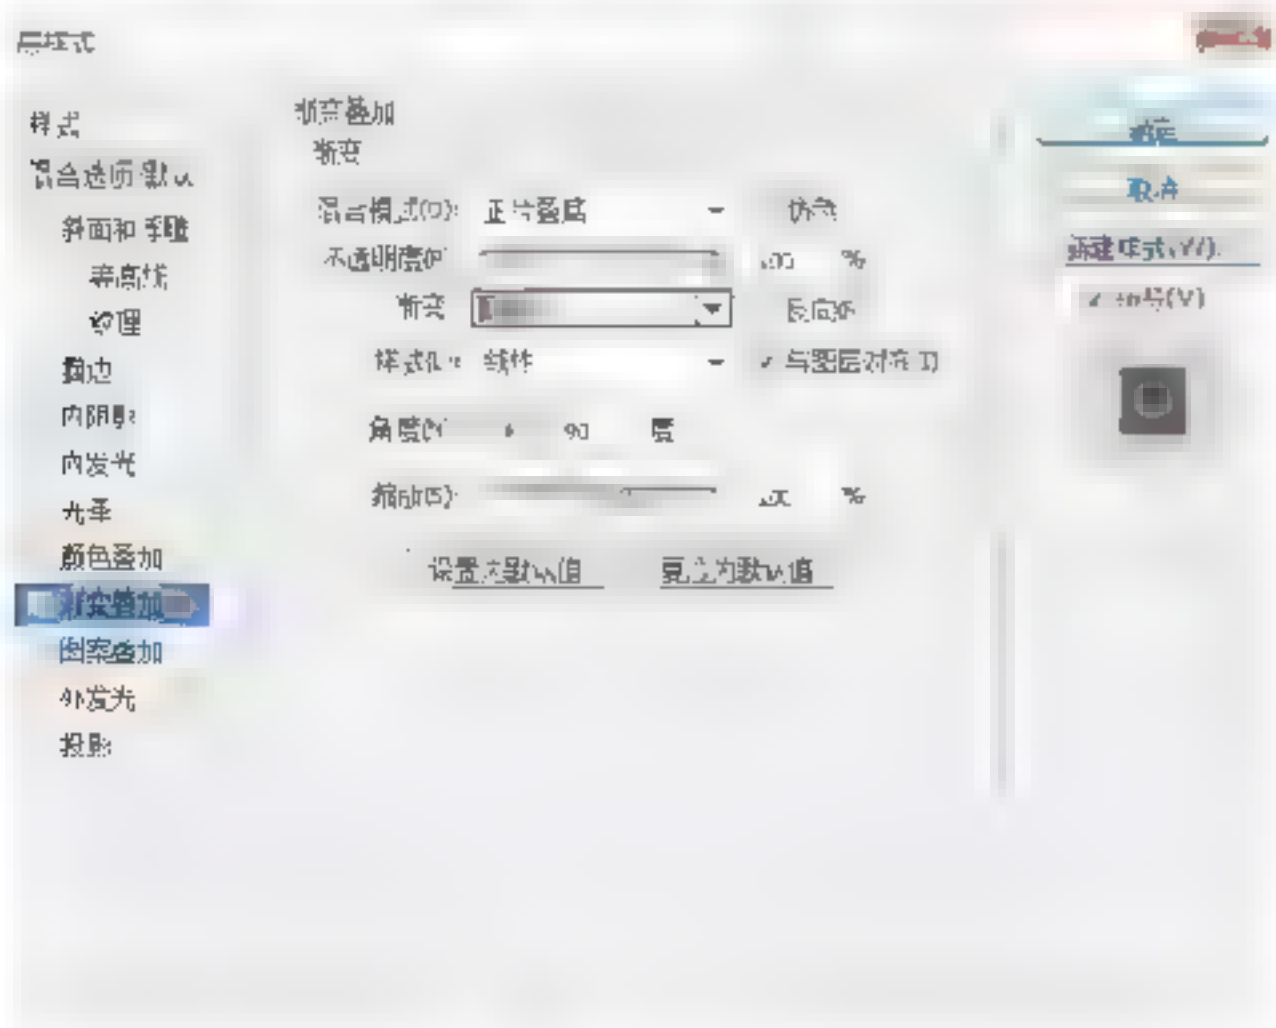 层样式
样式
混合选项:默认
斜面和浮雕
等高线
纹理
描边
内阴影
内发光
光泽
颜色叠加
渐变叠加
图案叠加
外发光
投影
渐变叠加
渐变
混合模式(O): 正片叠底 仿色
不透明度(P): 100 %
渐变: 反向(R)
样式(L): 线性 与图层对齐(I)
角度(N): 90 度
缩放(S): %
设置为默认值 复位为默认值
确定
取消
新建样式(W)...
预览(V)